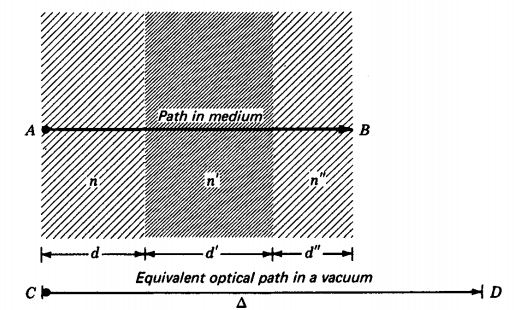 Path in medium
A B
n n' n"
d d' d"
Equivalent optical path in a vacuum
C D
Δ